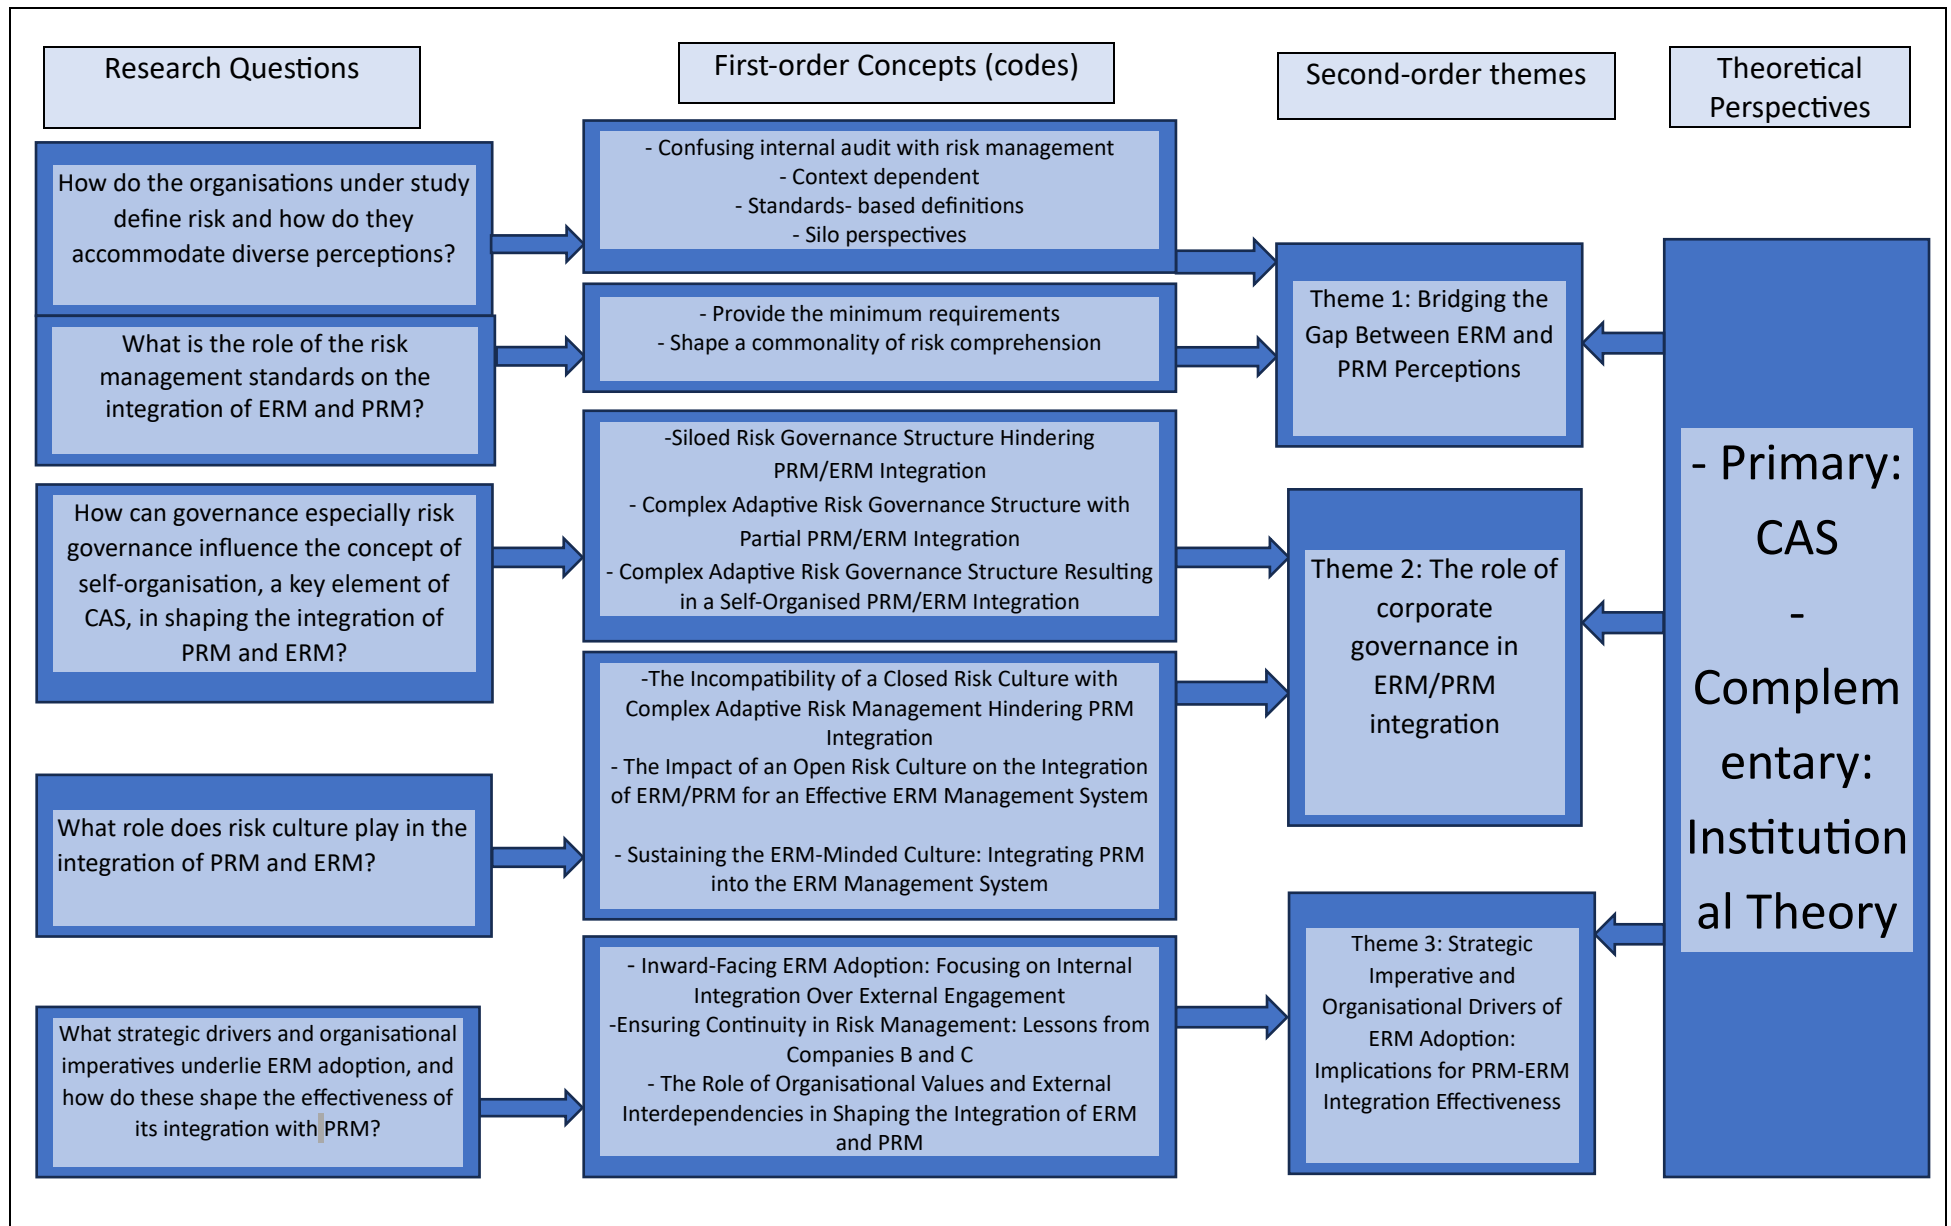 Research Questions
First-order Concepts (codes)
Second-order themes
Theoretical
Perspectives
How do the organisations under study
define risk and how do they
accommodate diverse perceptions?
What is the role of the risk
management standards on the
integration of ERM and PRM?
How can governance especially risk
governance influence the concept of
self-organisation, a key element of
CAS, in shaping the integration of
PRM and ERM?
What role does risk culture play in the
integration of PRM and ERM?
What strategic drivers and organisational
imperatives underlie ERM adoption, and
how do these shape the effectiveness of
its integration with PRM?
- Confusing internal audit with risk management
- Context dependent
- Standards- based definitions
- Silo perspectives
- Provide the minimum requirements
- Shape a commonality of risk comprehension
-Siloed Risk Governance Structure Hindering
PRM/ERM Integration
- Complex Adaptive Risk Governance Structure with
Partial PRM/ERM Integration
- Complex Adaptive Risk Governance Structure Resulting
in a Self-Organised PRM/ERM Integration
-The Incompatibility of a Closed Risk Culture with
Complex Adaptive Risk Management Hindering PRM
Integration
- The Impact of an Open Risk Culture on the Integration
of ERM/PRM for an Effective ERM Management System
- Sustaining the ERM-Minded Culture: Integrating PRM
into the ERM Management System
- Inward-Facing ERM Adoption: Focusing on Internal
Integration Over External Engagement
-Ensuring Continuity in Risk Management: Lessons from
Companies B and C
- The Role of Organisational Values and External
Interdependencies in Shaping the Integration of ERM
and PRM
Theme 1: Bridging the
Gap Between ERM and
PRM Perceptions
Theme 2: The role of
corporate
governance in
ERM/PRM
integration
Theme 3: Strategic
Imperative and
Organisational Drivers of
ERM Adoption:
Implications for PRM-ERM
Integration Effectiveness
- Primary:
CAS
-
Complem
entary:
Institution
al Theory